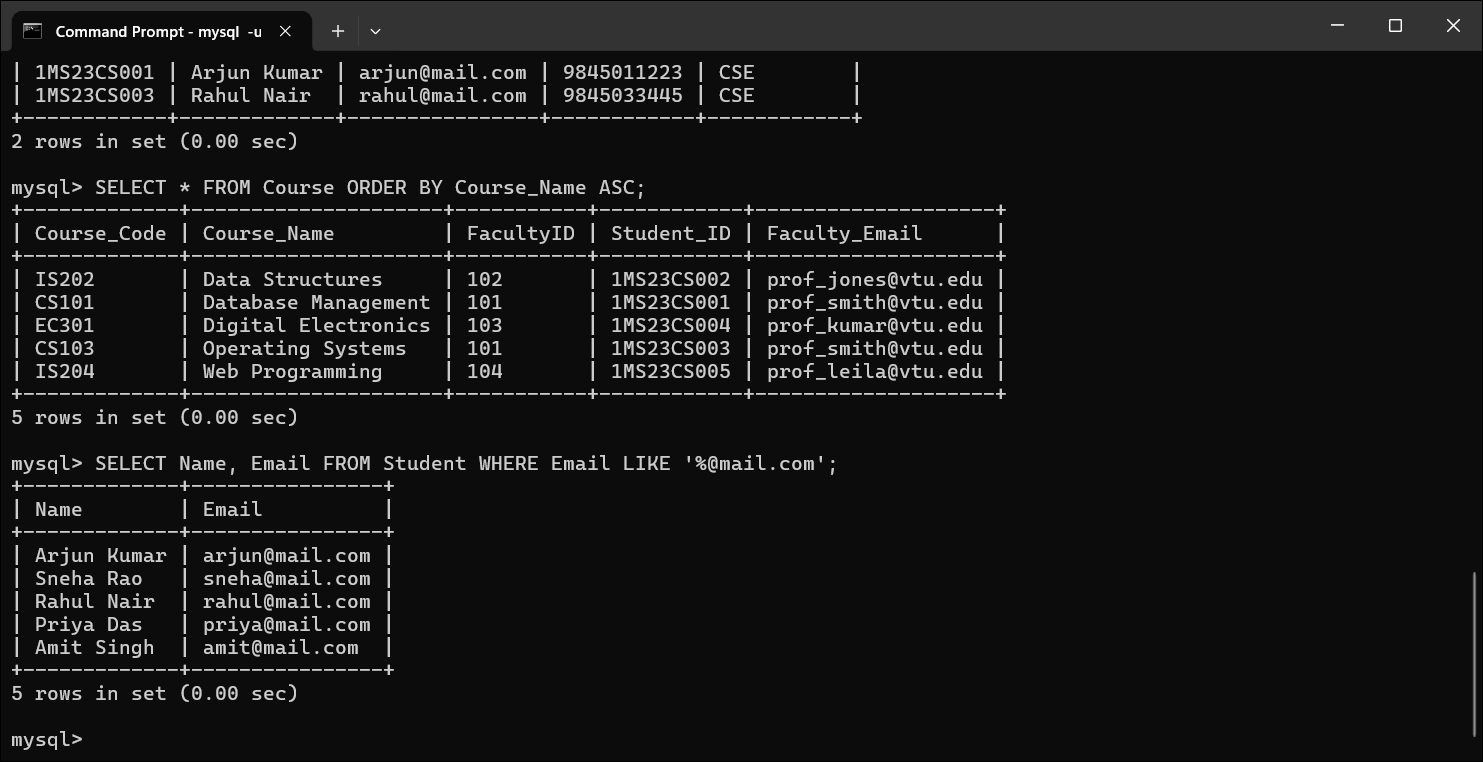 Command Prompt - mysql -u
| 1MS23CS001 | Arjun Kumar | arjun@mail.com | 9845011223 | CSE        |
| 1MS23CS003 | Rahul Nair  | rahul@mail.com | 9845033445 | CSE        |
+------------+-------------+----------------+------------+------------+
2 rows in set (0.00 sec)

mysql> SELECT * FROM Course ORDER BY Course_Name ASC;
+-------------+---------------------+-----------+------------+--------------------+
| Course_Code | Course_Name         | FacultyID | Student_ID | Faculty_Email      |
+-------------+---------------------+-----------+------------+--------------------+
| IS202       | Data Structures     | 102       | 1MS23CS002 | prof_jones@vtu.edu |
| CS101       | Database Management | 101       | 1MS23CS001 | prof_smith@vtu.edu |
| EC301       | Digital Electronics | 103       | 1MS23CS004 | prof_kumar@vtu.edu |
| CS103       | Operating Systems   | 101       | 1MS23CS003 | prof_smith@vtu.edu |
| IS204       | Web Programming     | 104       | 1MS23CS005 | prof_leila@vtu.edu |
+-------------+---------------------+-----------+------------+--------------------+
5 rows in set (0.00 sec)

mysql> SELECT Name, Email FROM Student WHERE Email LIKE '%@mail.com';
+-------------+----------------+
| Name        | Email          |
+-------------+----------------+
| Arjun Kumar | arjun@mail.com |
| Sneha Rao   | sneha@mail.com |
| Rahul Nair  | rahul@mail.com |
| Priya Das   | priya@mail.com |
| Amit Singh  | amit@mail.com  |
+-------------+----------------+
5 rows in set (0.00 sec)

mysql>